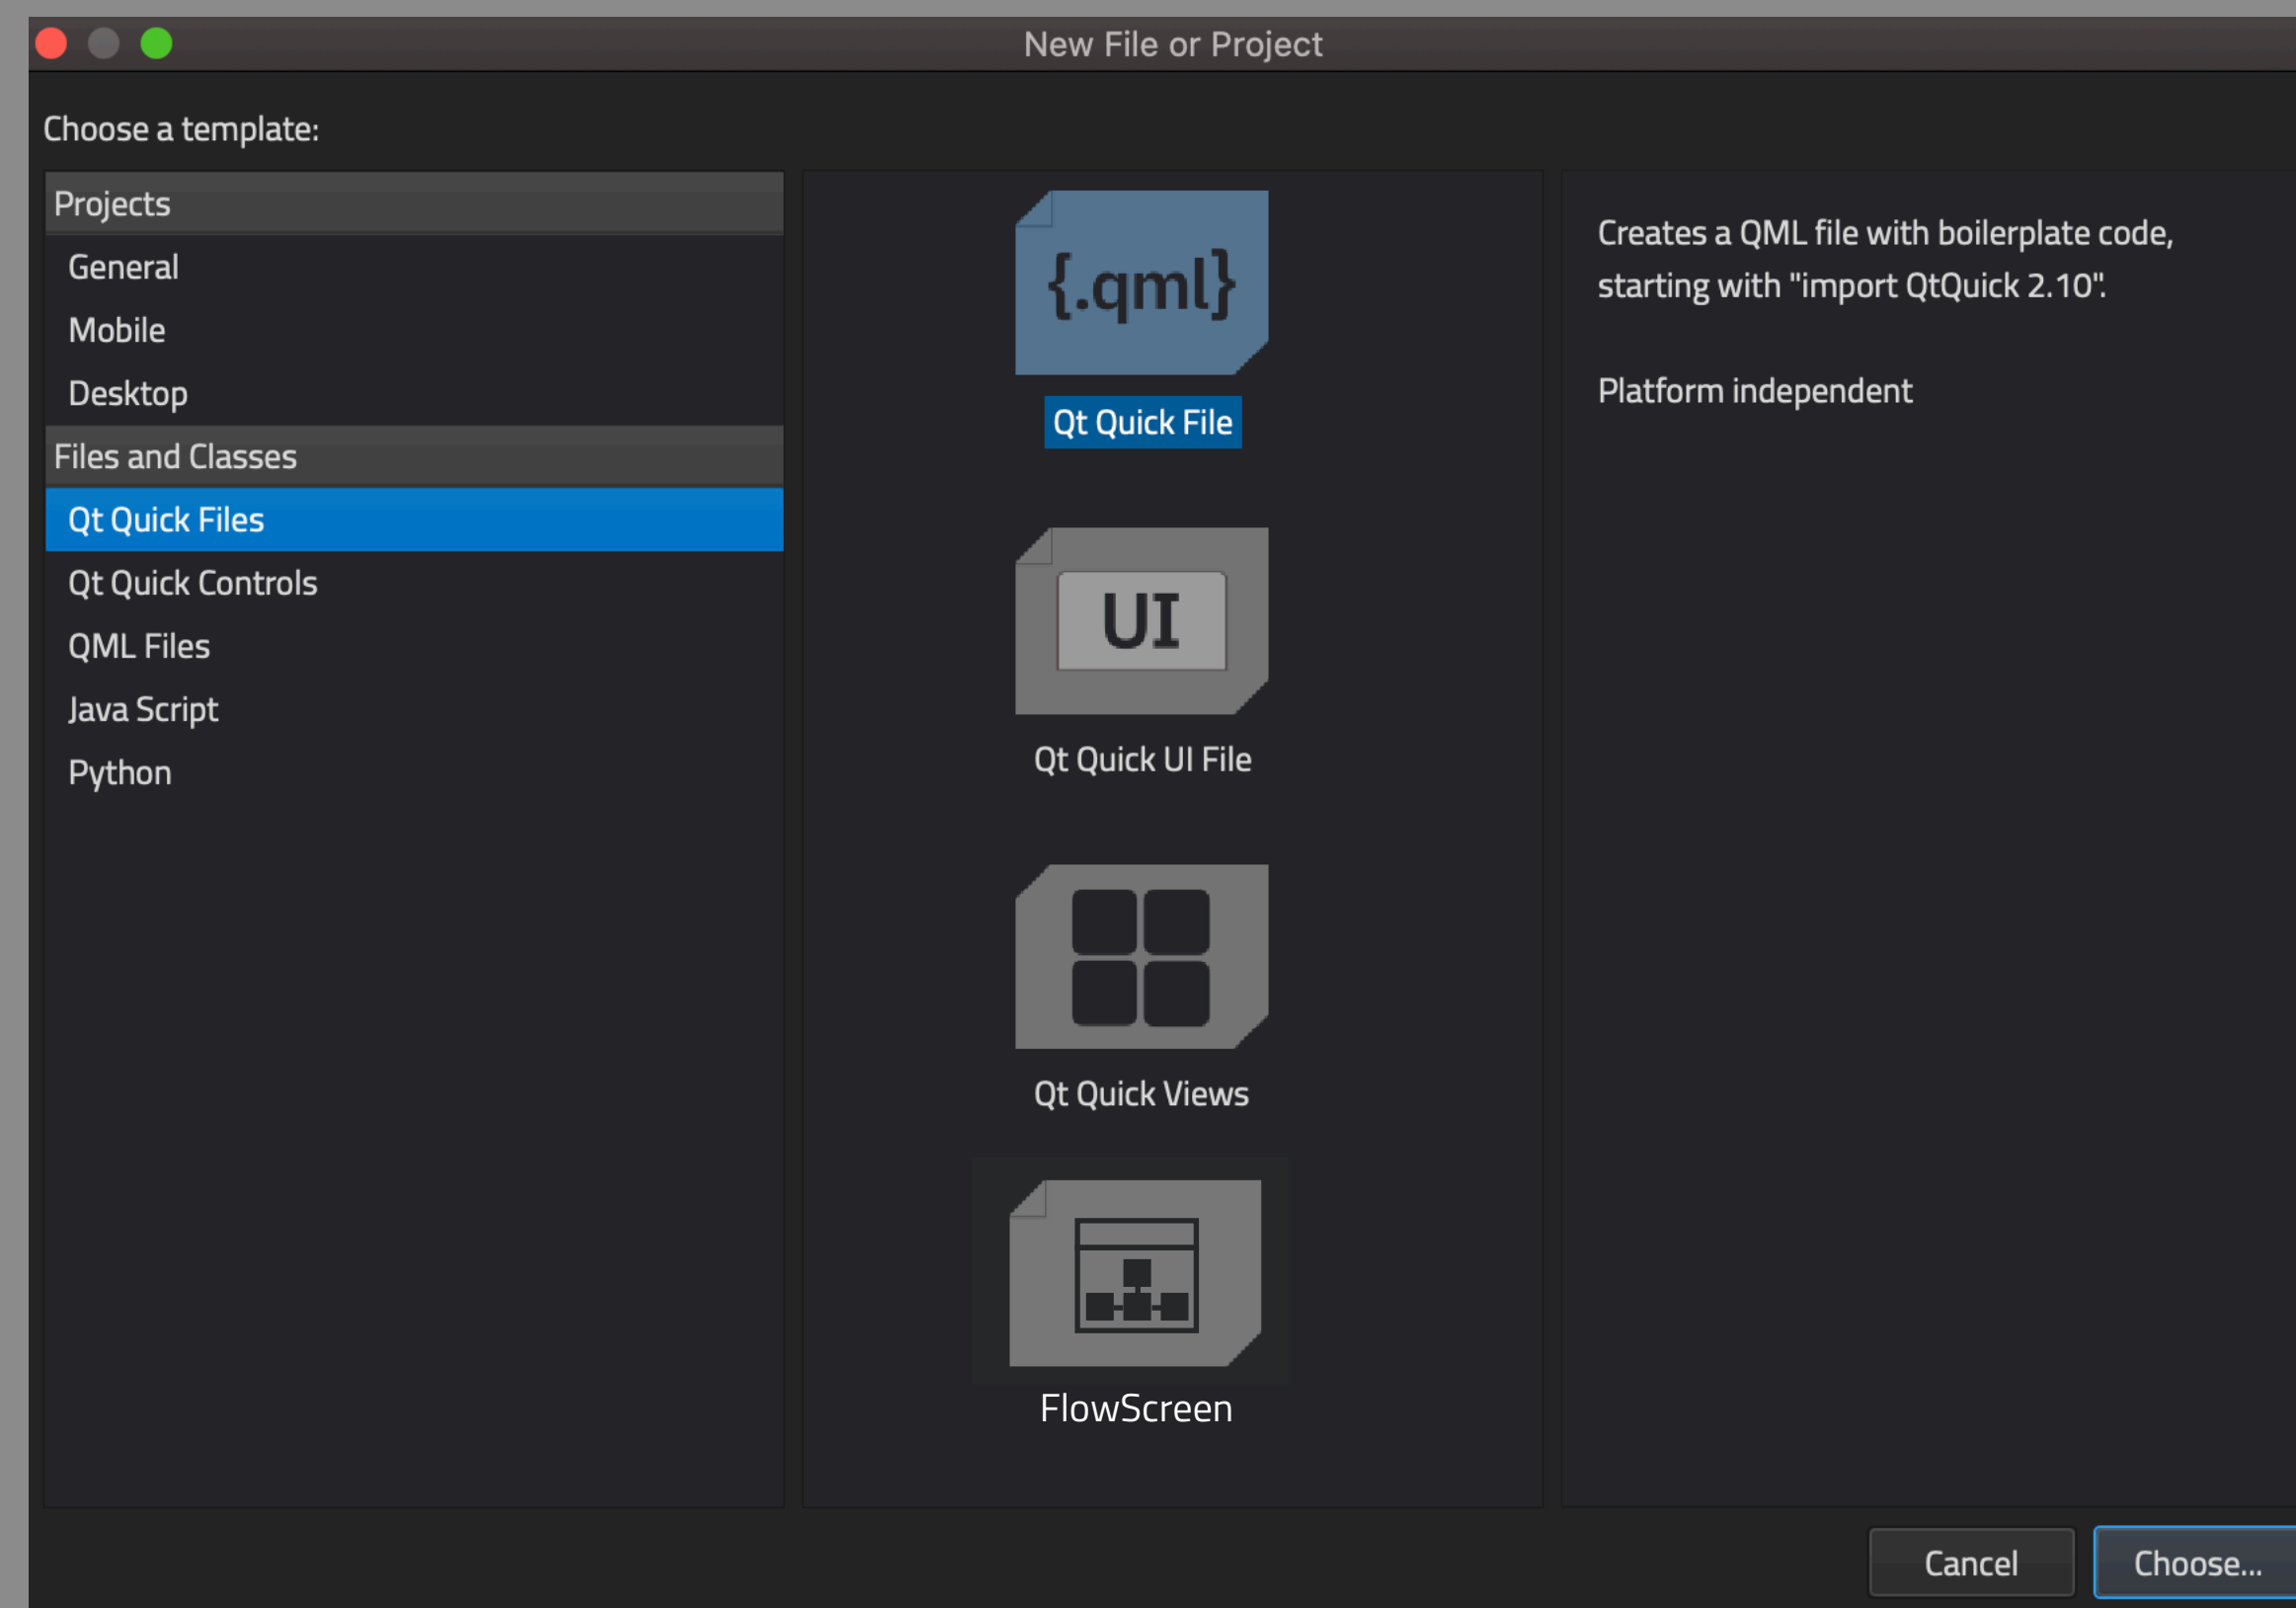 New File or Project
Choose a template:
Projects
General
Mobile
Desktop
Files and Classes
Qt Quick Files
Qt Quick Controls
QML Files
Java Script
Python
{.qml}
Qt Quick File
UI
Qt Quick UI File
Qt Quick Views
FlowScreen
Creates a QML file with boilerplate code,
starting with "import QtQuick 2.10".
Platform independent
Cancel
Choose...